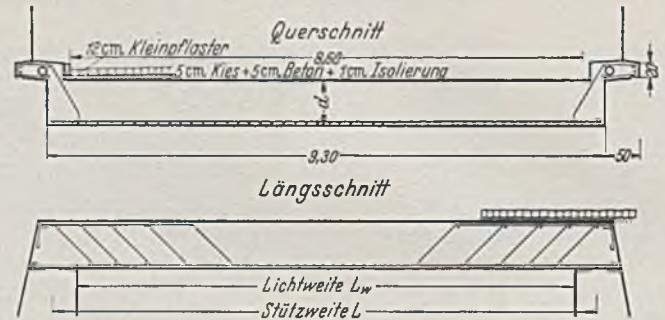 Querschnitt
12cm. Kleinpflaster
8,60
5cm. Kies + 5cm. Beton + 1cm. Isolierung
d
9,30
50
Längsschnitt
Lichtweite Lw
Stützweite L